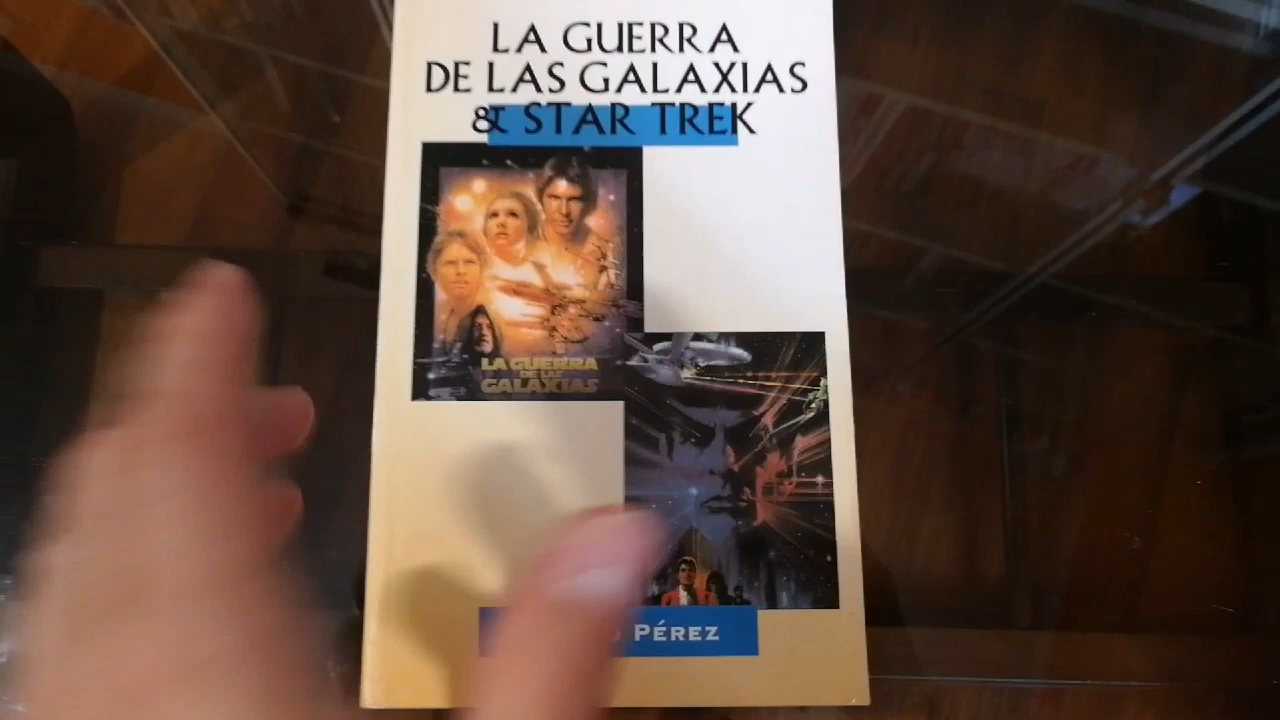 LA GUERRA
DE LAS GALAXIAS
& STAR TREK
LA GUERRA
DE LAS
GALAXIAS
PÉREZ